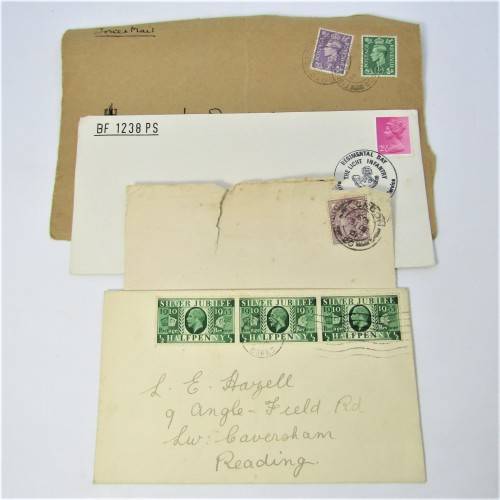 Forces Mail
BF 1238 PS
REGIMENTAL DAY
THE LIGHT INFANTRY
SILVER JUBILEE SILVER JUBILEE SILVER JUBILEE
1910 1935 1910 1935 1910 1935
HALFPENNY HALFPENNY HALFPENNY
L. E. Hazell
9 Angle-Field Rd
Lw: Caversham
Reading.